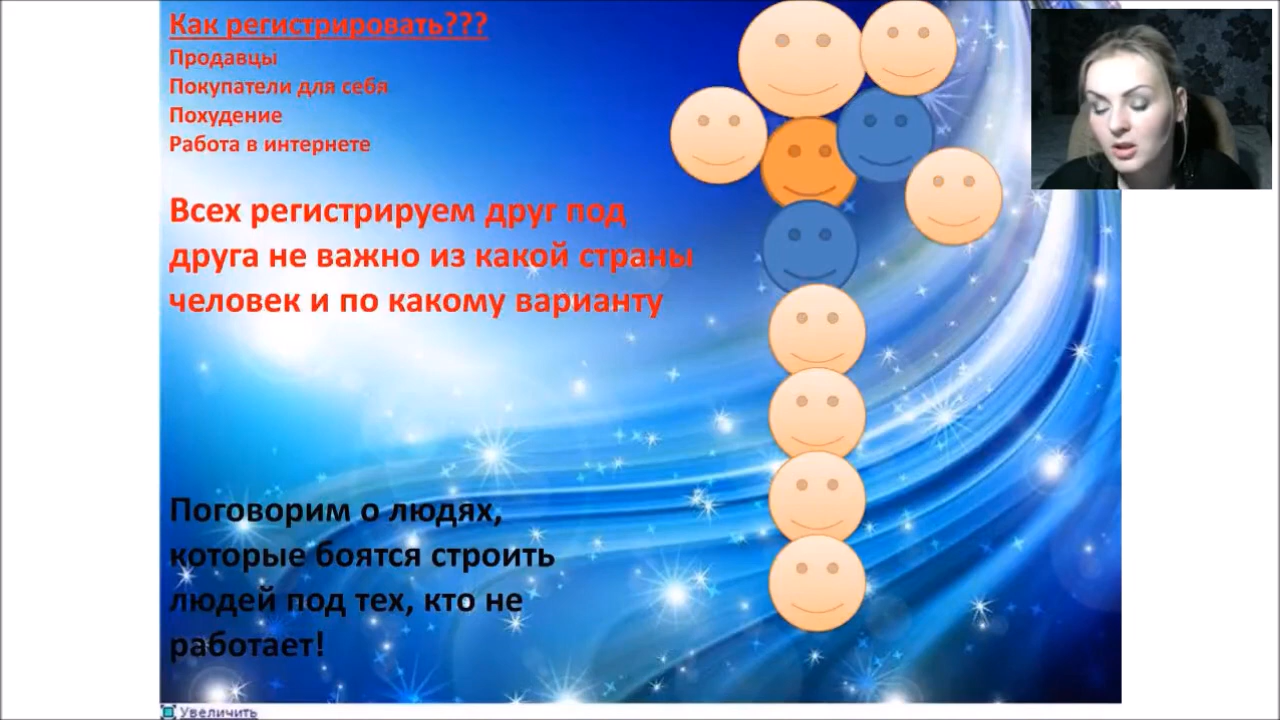 Как регистрировать???
Продавцы
Покупатели для себя
Похудение
Работа в интернете
Всех регистрируем друг под
друга не важно из какой страны
человек и по какому варианту
Поговорим о людях,
которые боятся строить
людей под тех, кто не
работает!
Увеличить